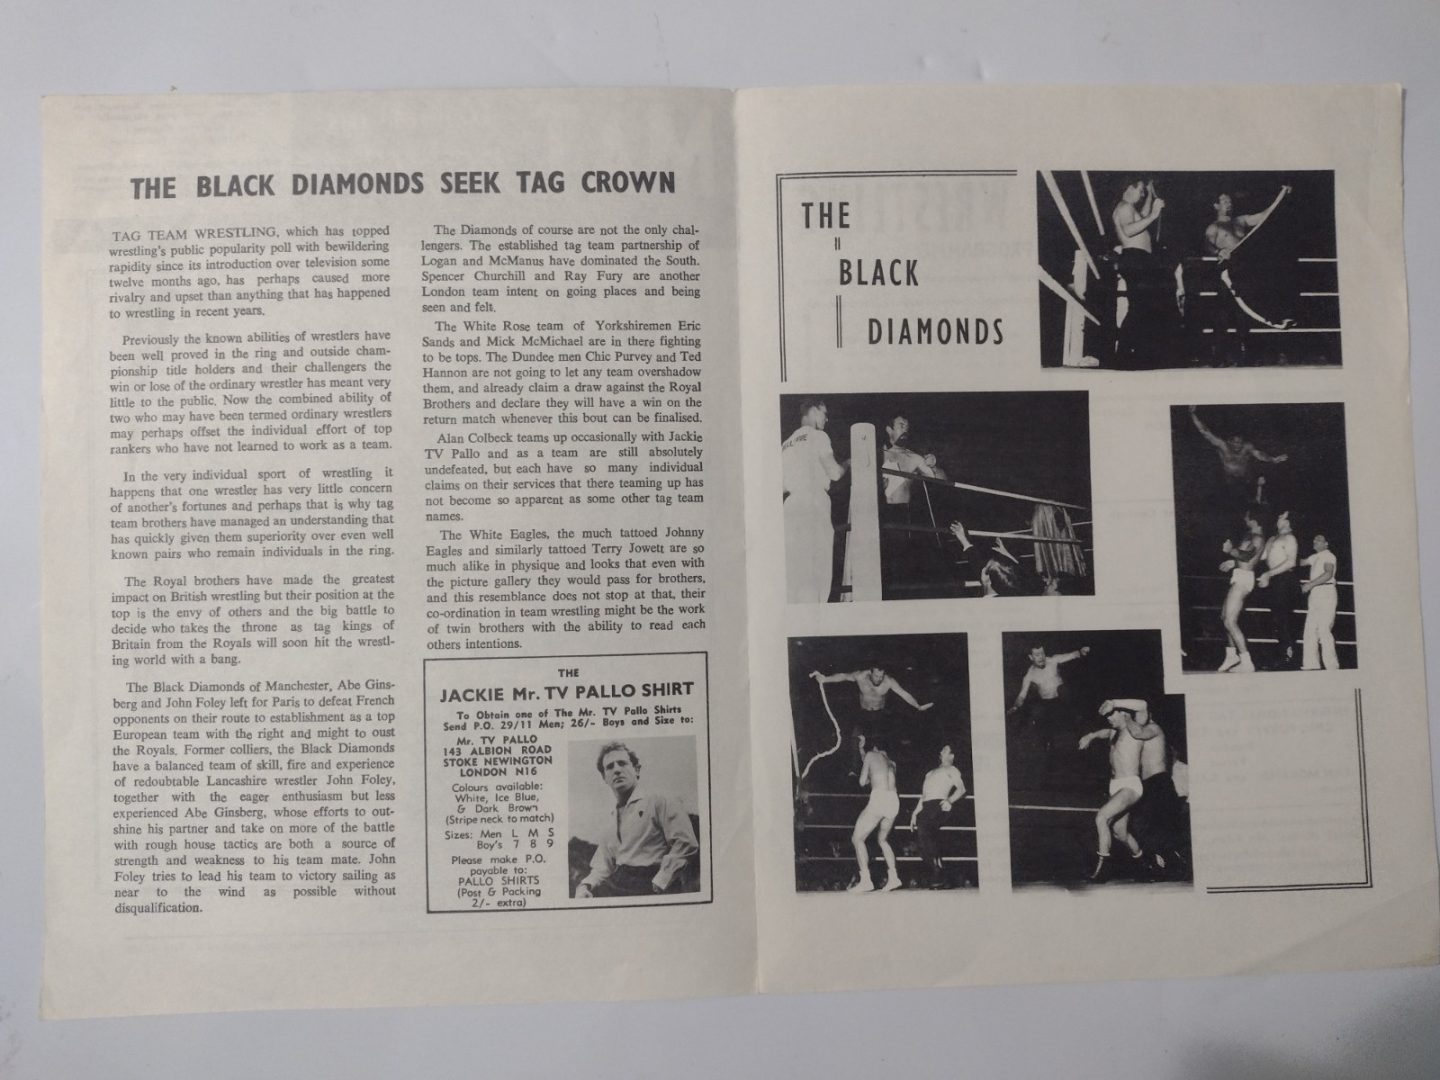 THE BLACK DIAMONDS SEEK TAG CROWN
TAG TEAM WRESTLING, which has topped
wrestling's public popularity poll with bewildering
rapidity since its introduction over television some
twelve months ago, has perhaps caused more
rivalry and upset than anything that has happened
to wrestling in recent years.
Previously the known abilities of wrestlers have
been well proved in the ring and outside cham-
pionship title holders and their challengers the
win or lose of the ordinary wrestler has meant very
little to the public. Now the combined ability of
two who may have been termed ordinary wrestlers
may perhaps offset the individual effort of top
rankers who have not learned to work as a team.
In the very individual sport of wrestling it
happens that one wrestler has very little concern
of another's fortunes and perhaps that is why tag
team brothers have managed an understanding that
has quickly given them superiority over even well
known pairs who remain individuals in the ring.
The Royal brothers have made the greatest
impact on British wrestling but their position at the
top is the envy of others and the big battle to
decide who takes the throne as tag kings of
Britain from the Royals will soon hit the wrestl-
ing world with a bang.
The Black Diamonds of Manchester, Abe Gins-
berg and John Foley left for Paris to defeat French
opponents on their route to establishment as a top
European team with the right and might to oust
the Royals. Former colliers, the Black Diamonds
have a balanced team of skill, fire and experience
of redoubtable Lancashire wrestler John Foley,
together with the eager enthusiasm but less
experienced Abe Ginsberg, whose efforts to out-
shine his partner and take on more of the battle
with rough house tactics are both a source of
strength and weakness to his team mate. John
Foley tries to lead his team to victory sailing as
near to the wind as possible without
disqualification.
The Diamonds of course are not the only chal-
lengers. The established tag team partnership of
Logan and McManus have dominated the South.
Spencer Churchill and Ray Fury are another
London team intent on going places and being
seen and felt.
The White Rose team of Yorkshiremen Eric
Sands and Mick McMichael are in there fighting
to be tops. The Dundee men Chic Purvey and Ted
Hannon are not going to let any team overshadow
them, and already claim a draw against the Royal
Brothers and declare they will have a win on the
return match whenever this bout can be finalised.
Alan Colbeck teams up occasionally with Jackie
TV Pallo and as a team are still absolutely
undefeated, but each have so many individual
claims on their services that there teaming up has
not become so apparent as some other tag team
names.
The White Eagles, the much tattoed Johnny
Eagles and similarly tattoed Terry Jowett are so
much alike in physique and looks that even with
the picture gallery they would pass for brothers,
and this resemblance does not stop at that, their
co-ordination in team wrestling might be the work
of twin brothers with the ability to read each
others intentions.
THE
JACKIE Mr. TV PALLO SHIRT
To Obtain one of The Mr. TV Pallo Shirts
Send P.O. 29/11 Men; 26/- Boys and Size to:
Mr. TV PALLO
143 ALBION ROAD
STOKE NEWINGTON
LONDON N16
Colours available:
White, Ice Blue,
& Dark Brown
(Stripe neck to match)
Sizes: Men L M S
Boy's 7 8 9
Please make P.O.
payable to:
PALLO SHIRTS
(Post & Packing
2/- extra)
THE
BLACK
DIAMONDS